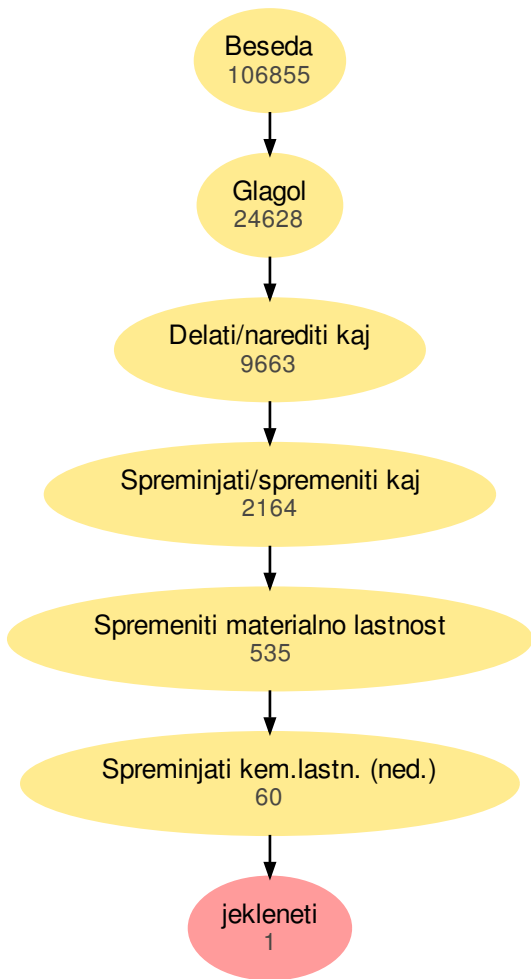 Beseda
106855
Glagol
24628
Delati/narediti kaj
9663
Spreminjati/spremeniti kaj
2164
Spremeniti materialno lastnost
535
Spreminjati kem.lastn. (ned.)
60
jekleneti
1